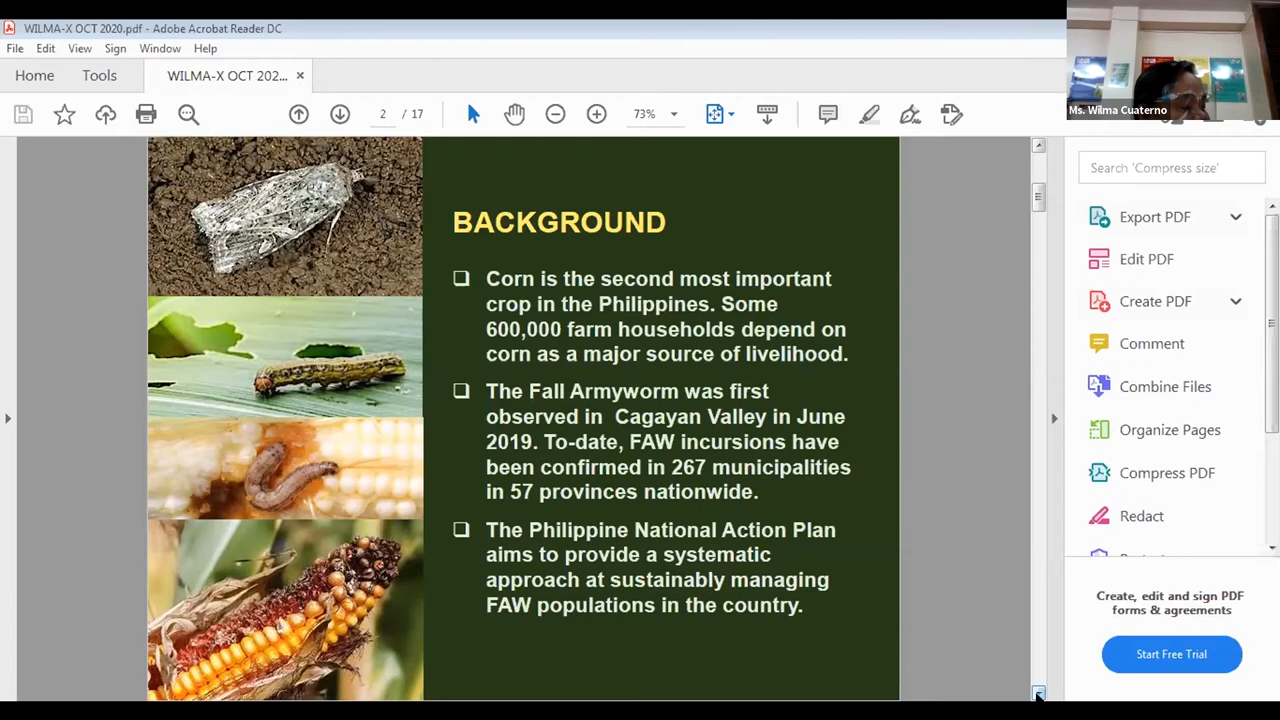 WILMA-X OCT 2020.pdf - Adobe Acrobat Reader DC
File Edit View Sign Window Help
Home Tools WILMA-X OCT 202... ×
/ 17 73%
Ms. Wilma Cuaterno
Search 'Compress size'
Export PDF
Edit PDF
Create PDF
Comment
Combine Files
Organize Pages
Compress PDF
Redact
Create, edit and sign PDF
forms & agreements
Start Free Trial
BACKGROUND
❑ Corn is the second most important
crop in the Philippines. Some
600,000 farm households depend on
corn as a major source of livelihood.
❑ The Fall Armyworm was first
observed in Cagayan Valley in June
2019. To-date, FAW incursions have
been confirmed in 267 municipalities
in 57 provinces nationwide.
❑ The Philippine National Action Plan
aims to provide a systematic
approach at sustainably managing
FAW populations in the country.